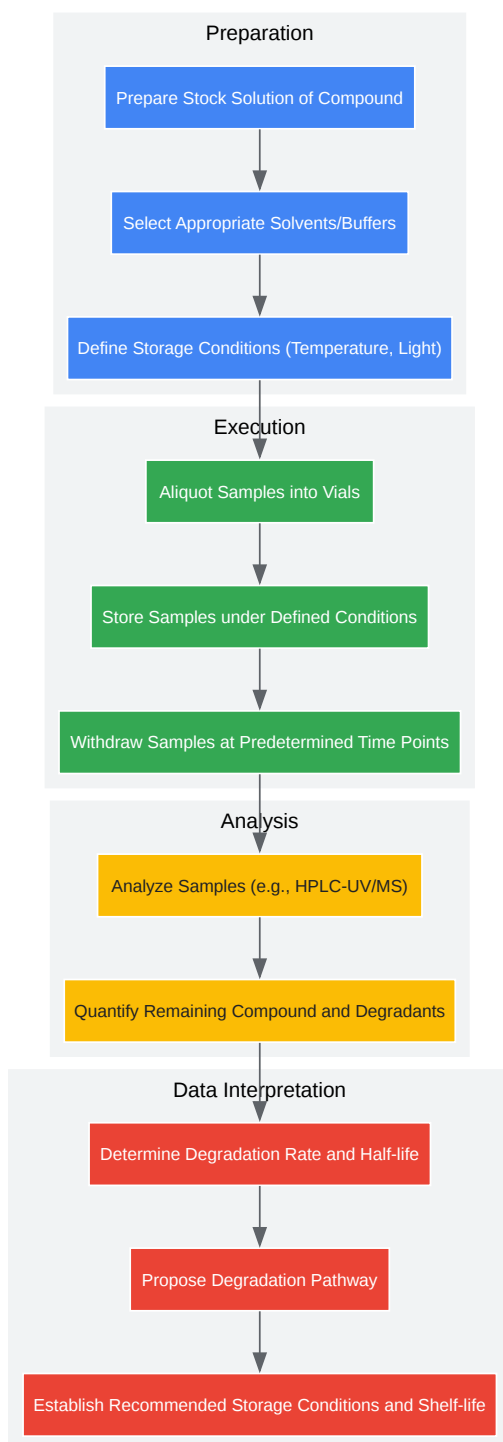 Preparation
Prepare Stock Solution of Compound
Select Appropriate Solvents/Buffers
Define Storage Conditions (Temperature, Light)
Execution
Aliquot Samples into Vials
Store Samples under Defined Conditions
Withdraw Samples at Predetermined Time Points
Analysis
Analyze Samples (e.g., HPLC-UV/MS)
Quantify Remaining Compound and Degradants
Data Interpretation
Determine Degradation Rate and Half-life
Propose Degradation Pathway
Establish Recommended Storage Conditions and Shelf-life